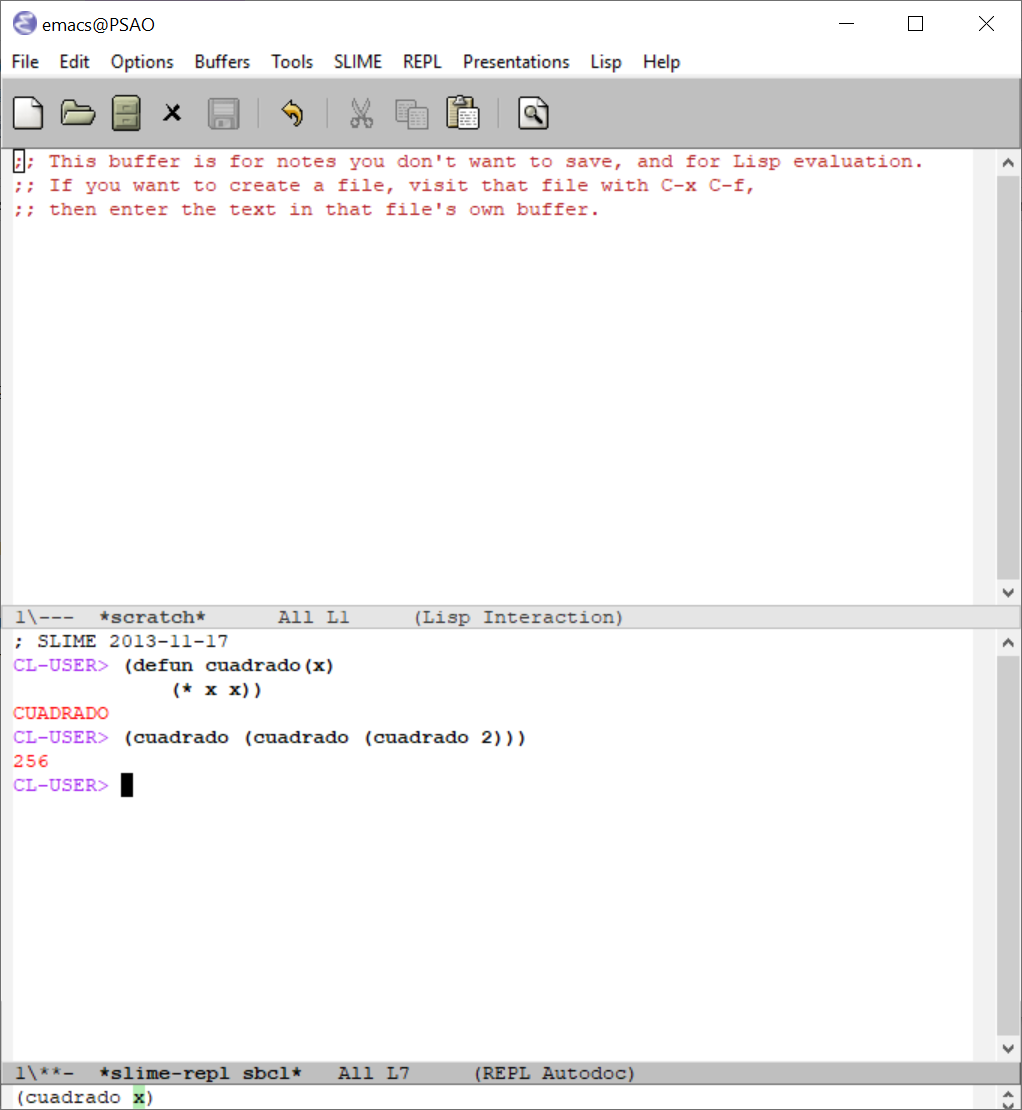 emacs@PSAO
File Edit Options Buffers Tools SLIME REPL Presentations Lisp Help
;; This buffer is for notes you don't want to save, and for Lisp evaluation.
;; If you want to create a file, visit that file with C-x C-f,
;; then enter the text in that file's own buffer.
1\--- *scratch* All L1 (Lisp Interaction)
; SLIME 2013-11-17
CL-USER> (defun cuadrado(x)
(* x x))
CUADRADO
CL-USER> (cuadrado (cuadrado (cuadrado 2)))
256
CL-USER>
1\**- *slime-repl sbcl* All L7 (REPL Autodoc)
(cuadrado x)